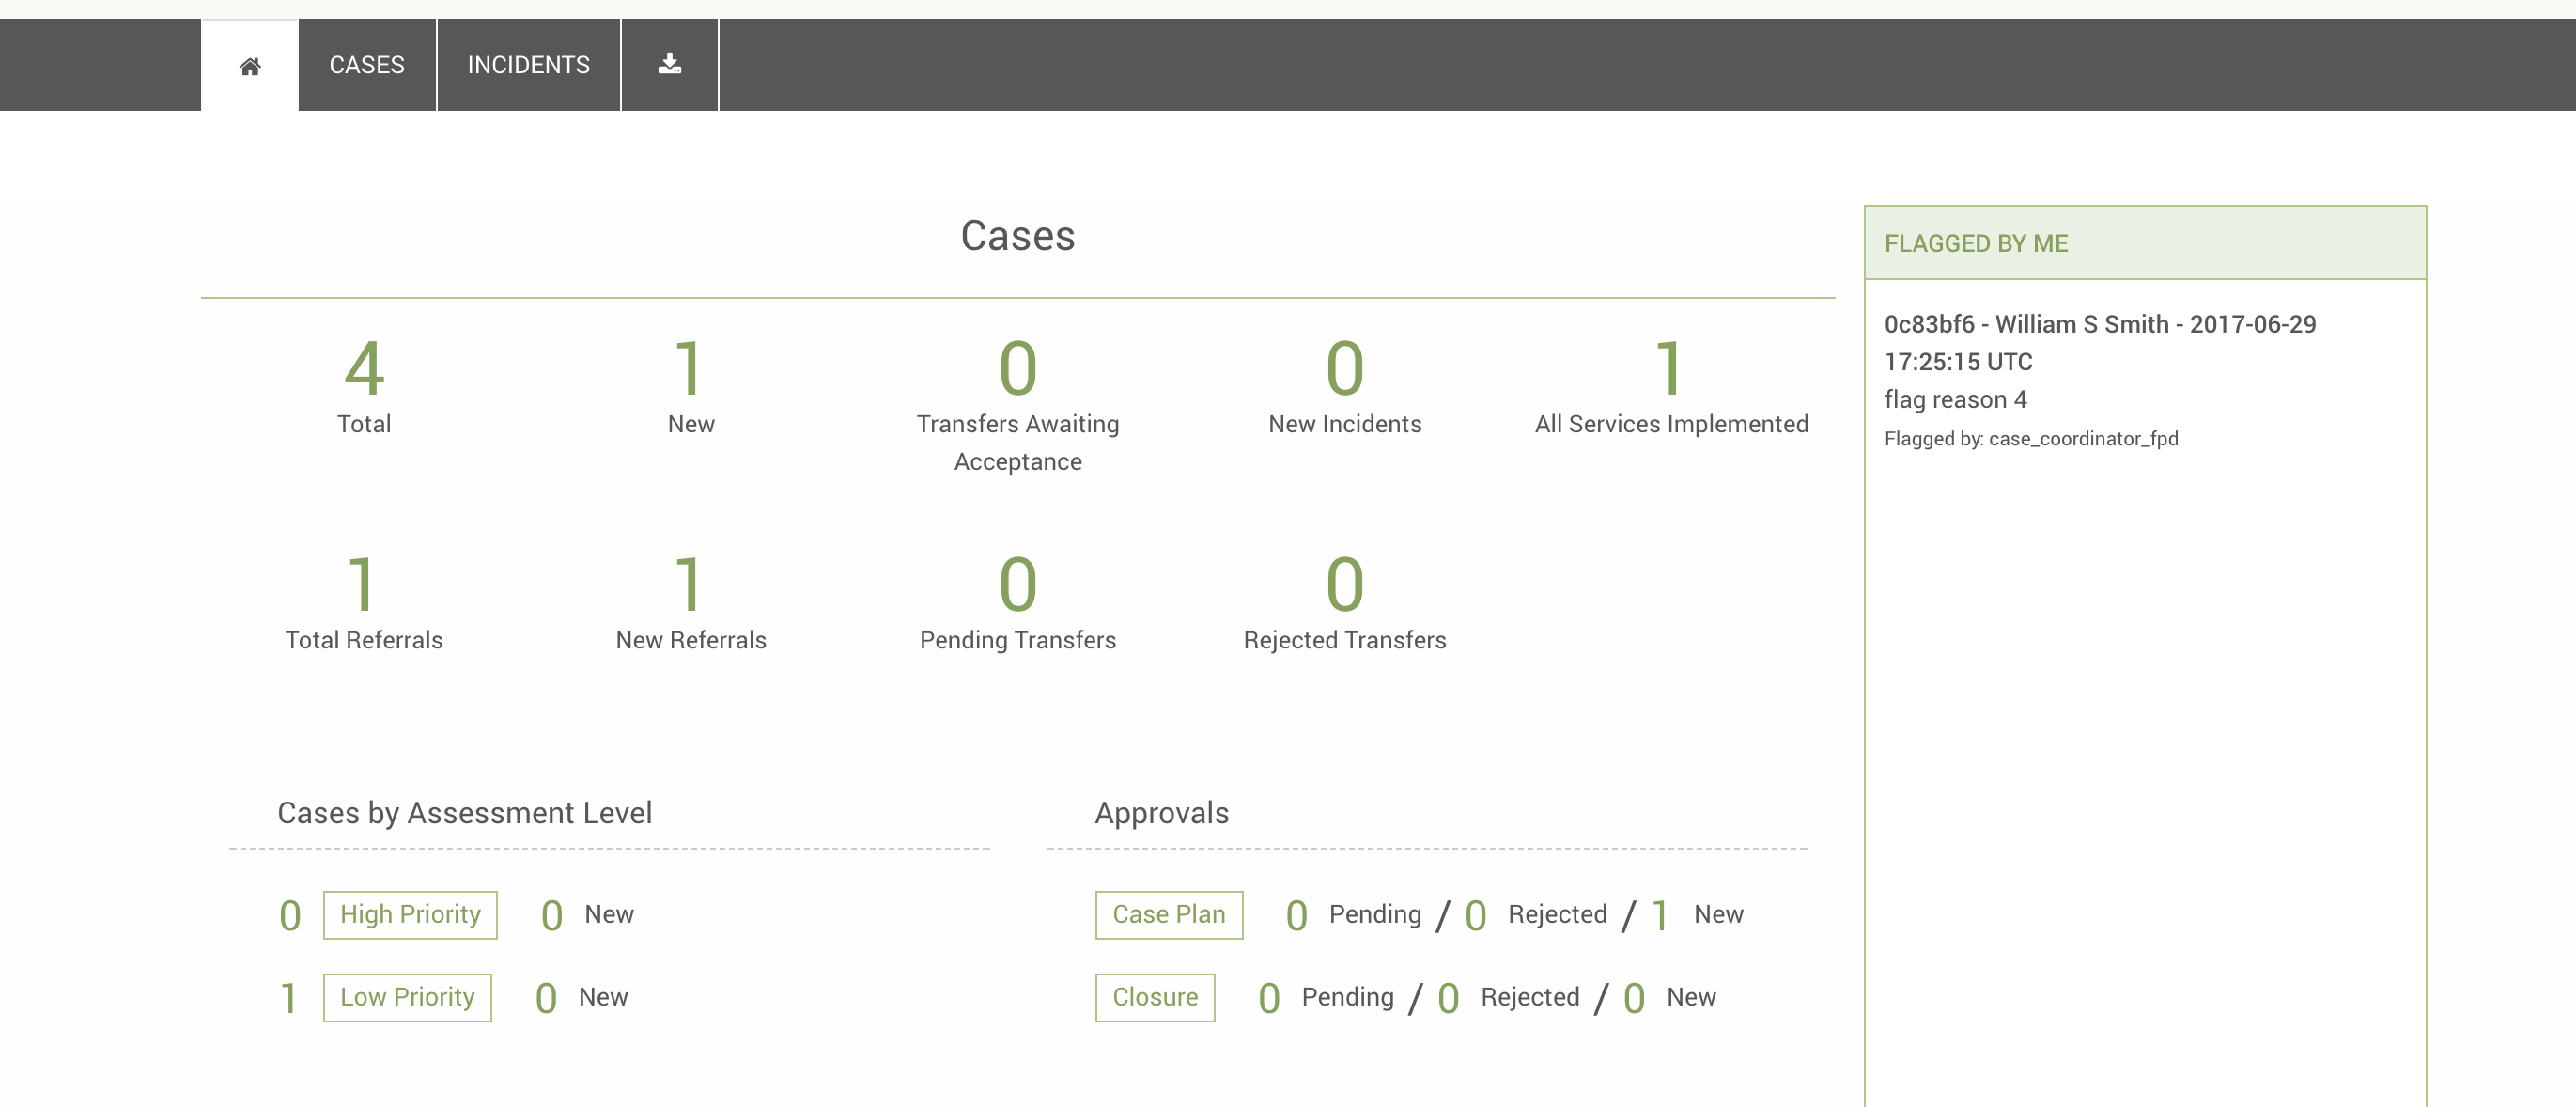 CASES
INCIDENTS
Cases
4
Total
1
New
0
Transfers Awaiting
Acceptance
0
New Incidents
1
All Services Implemented
1
Total Referrals
1
New Referrals
0
Pending Transfers
0
Rejected Transfers
Cases by Assessment Level
0 High Priority 0 New
1 Low Priority 0 New
Approvals
Case Plan 0 Pending / 0 Rejected / 1 New
Closure 0 Pending / 0 Rejected / 0 New
FLAGGED BY ME
0c83bf6 - William S Smith - 2017-06-29
17:25:15 UTC
flag reason 4
Flagged by: case_coordinator_fpd